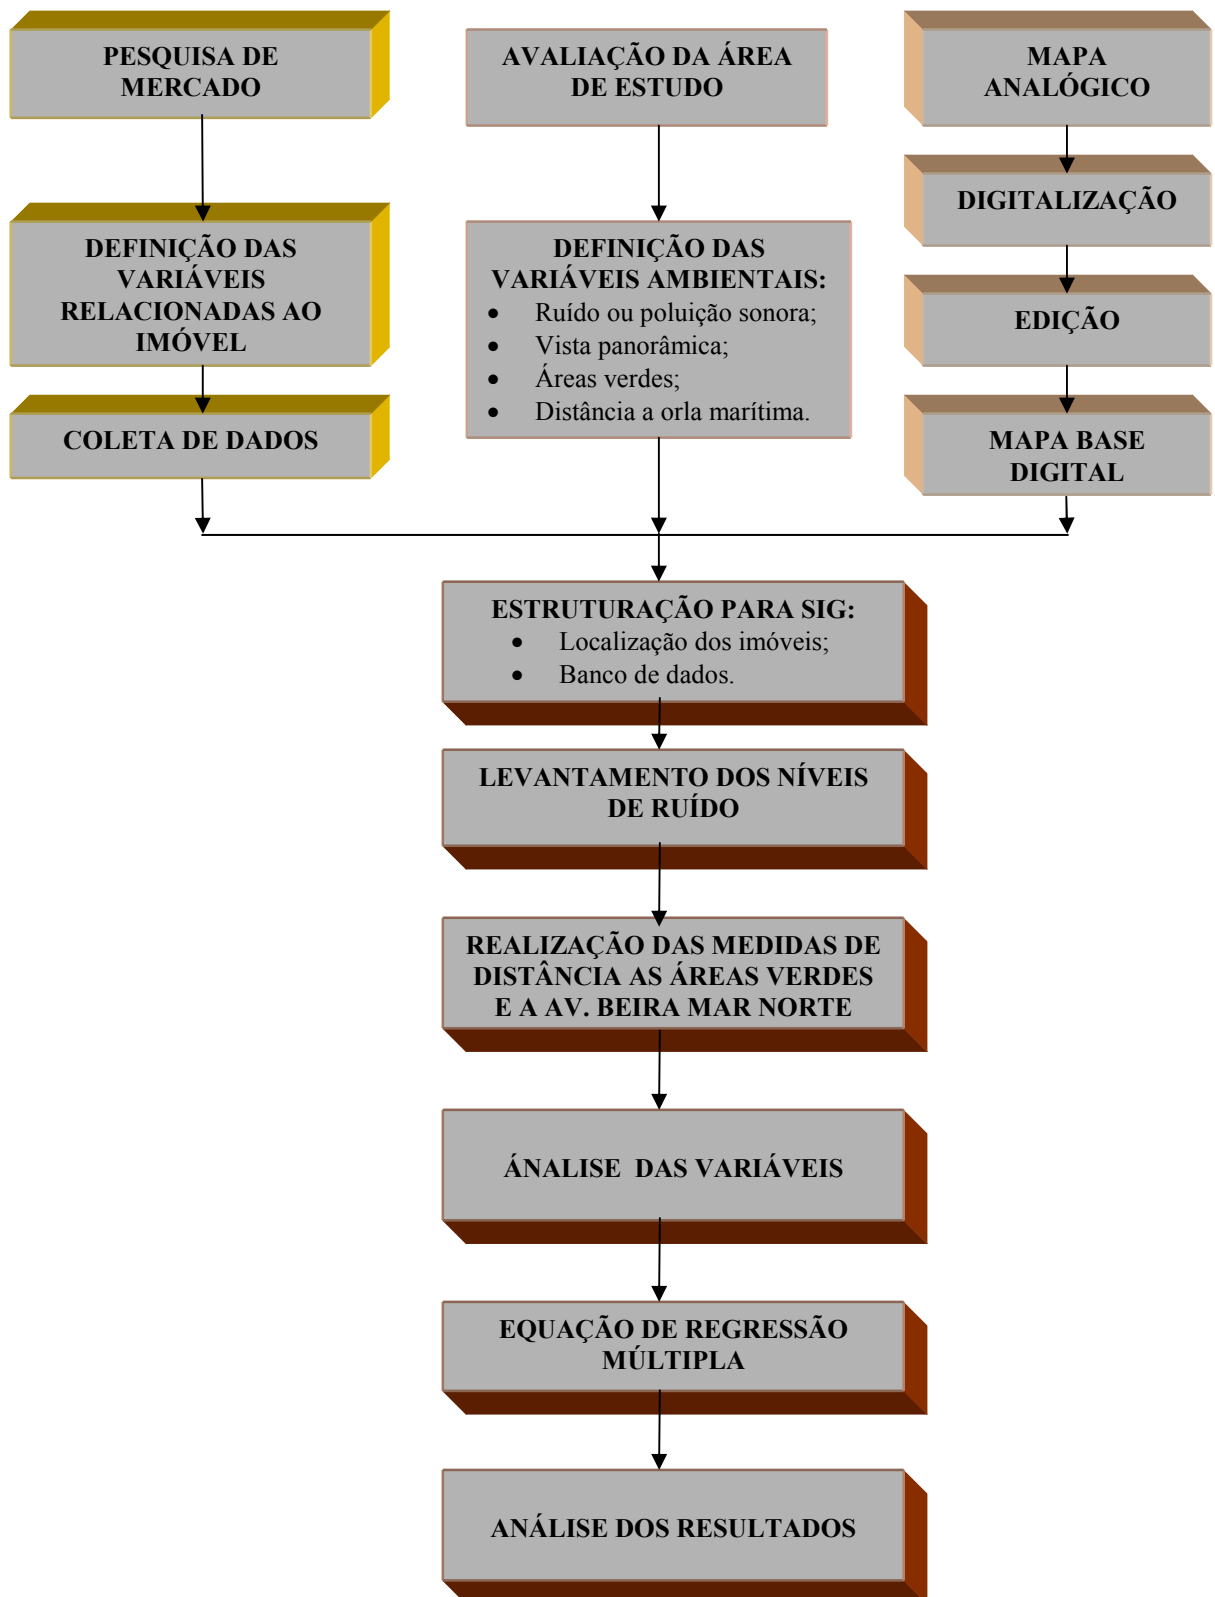 PESQUISA DE
MERCADO
DEFINIÇÃO DAS
VARIÁVEIS
RELACIONADAS AO
IMÓVEL
COLETA DE DADOS
AVALIAÇÃO DA ÁREA
DE ESTUDO
DEFINIÇÃO DAS
VARIÁVEIS AMBIENTAIS:
• Ruído ou poluição sonora;
• Vista panorâmica;
• Áreas verdes;
• Distância a orla marítima.
MAPA
ANALÓGICO
DIGITALIZAÇÃO
EDIÇÃO
MAPA BASE
DIGITAL
ESTRUTURAÇÃO PARA SIG:
• Localização dos imóveis;
• Banco de dados.
LEVANTAMENTO DOS NÍVEIS
DE RUÍDO
REALIZAÇÃO DAS MEDIDAS DE
DISTÂNCIA AS ÁREAS VERDES
E A AV. BEIRA MAR NORTE
ÁNALISE DAS VARIÁVEIS
EQUAÇÃO DE REGRESSÃO
MÚLTIPLA
ANÁLISE DOS RESULTADOS